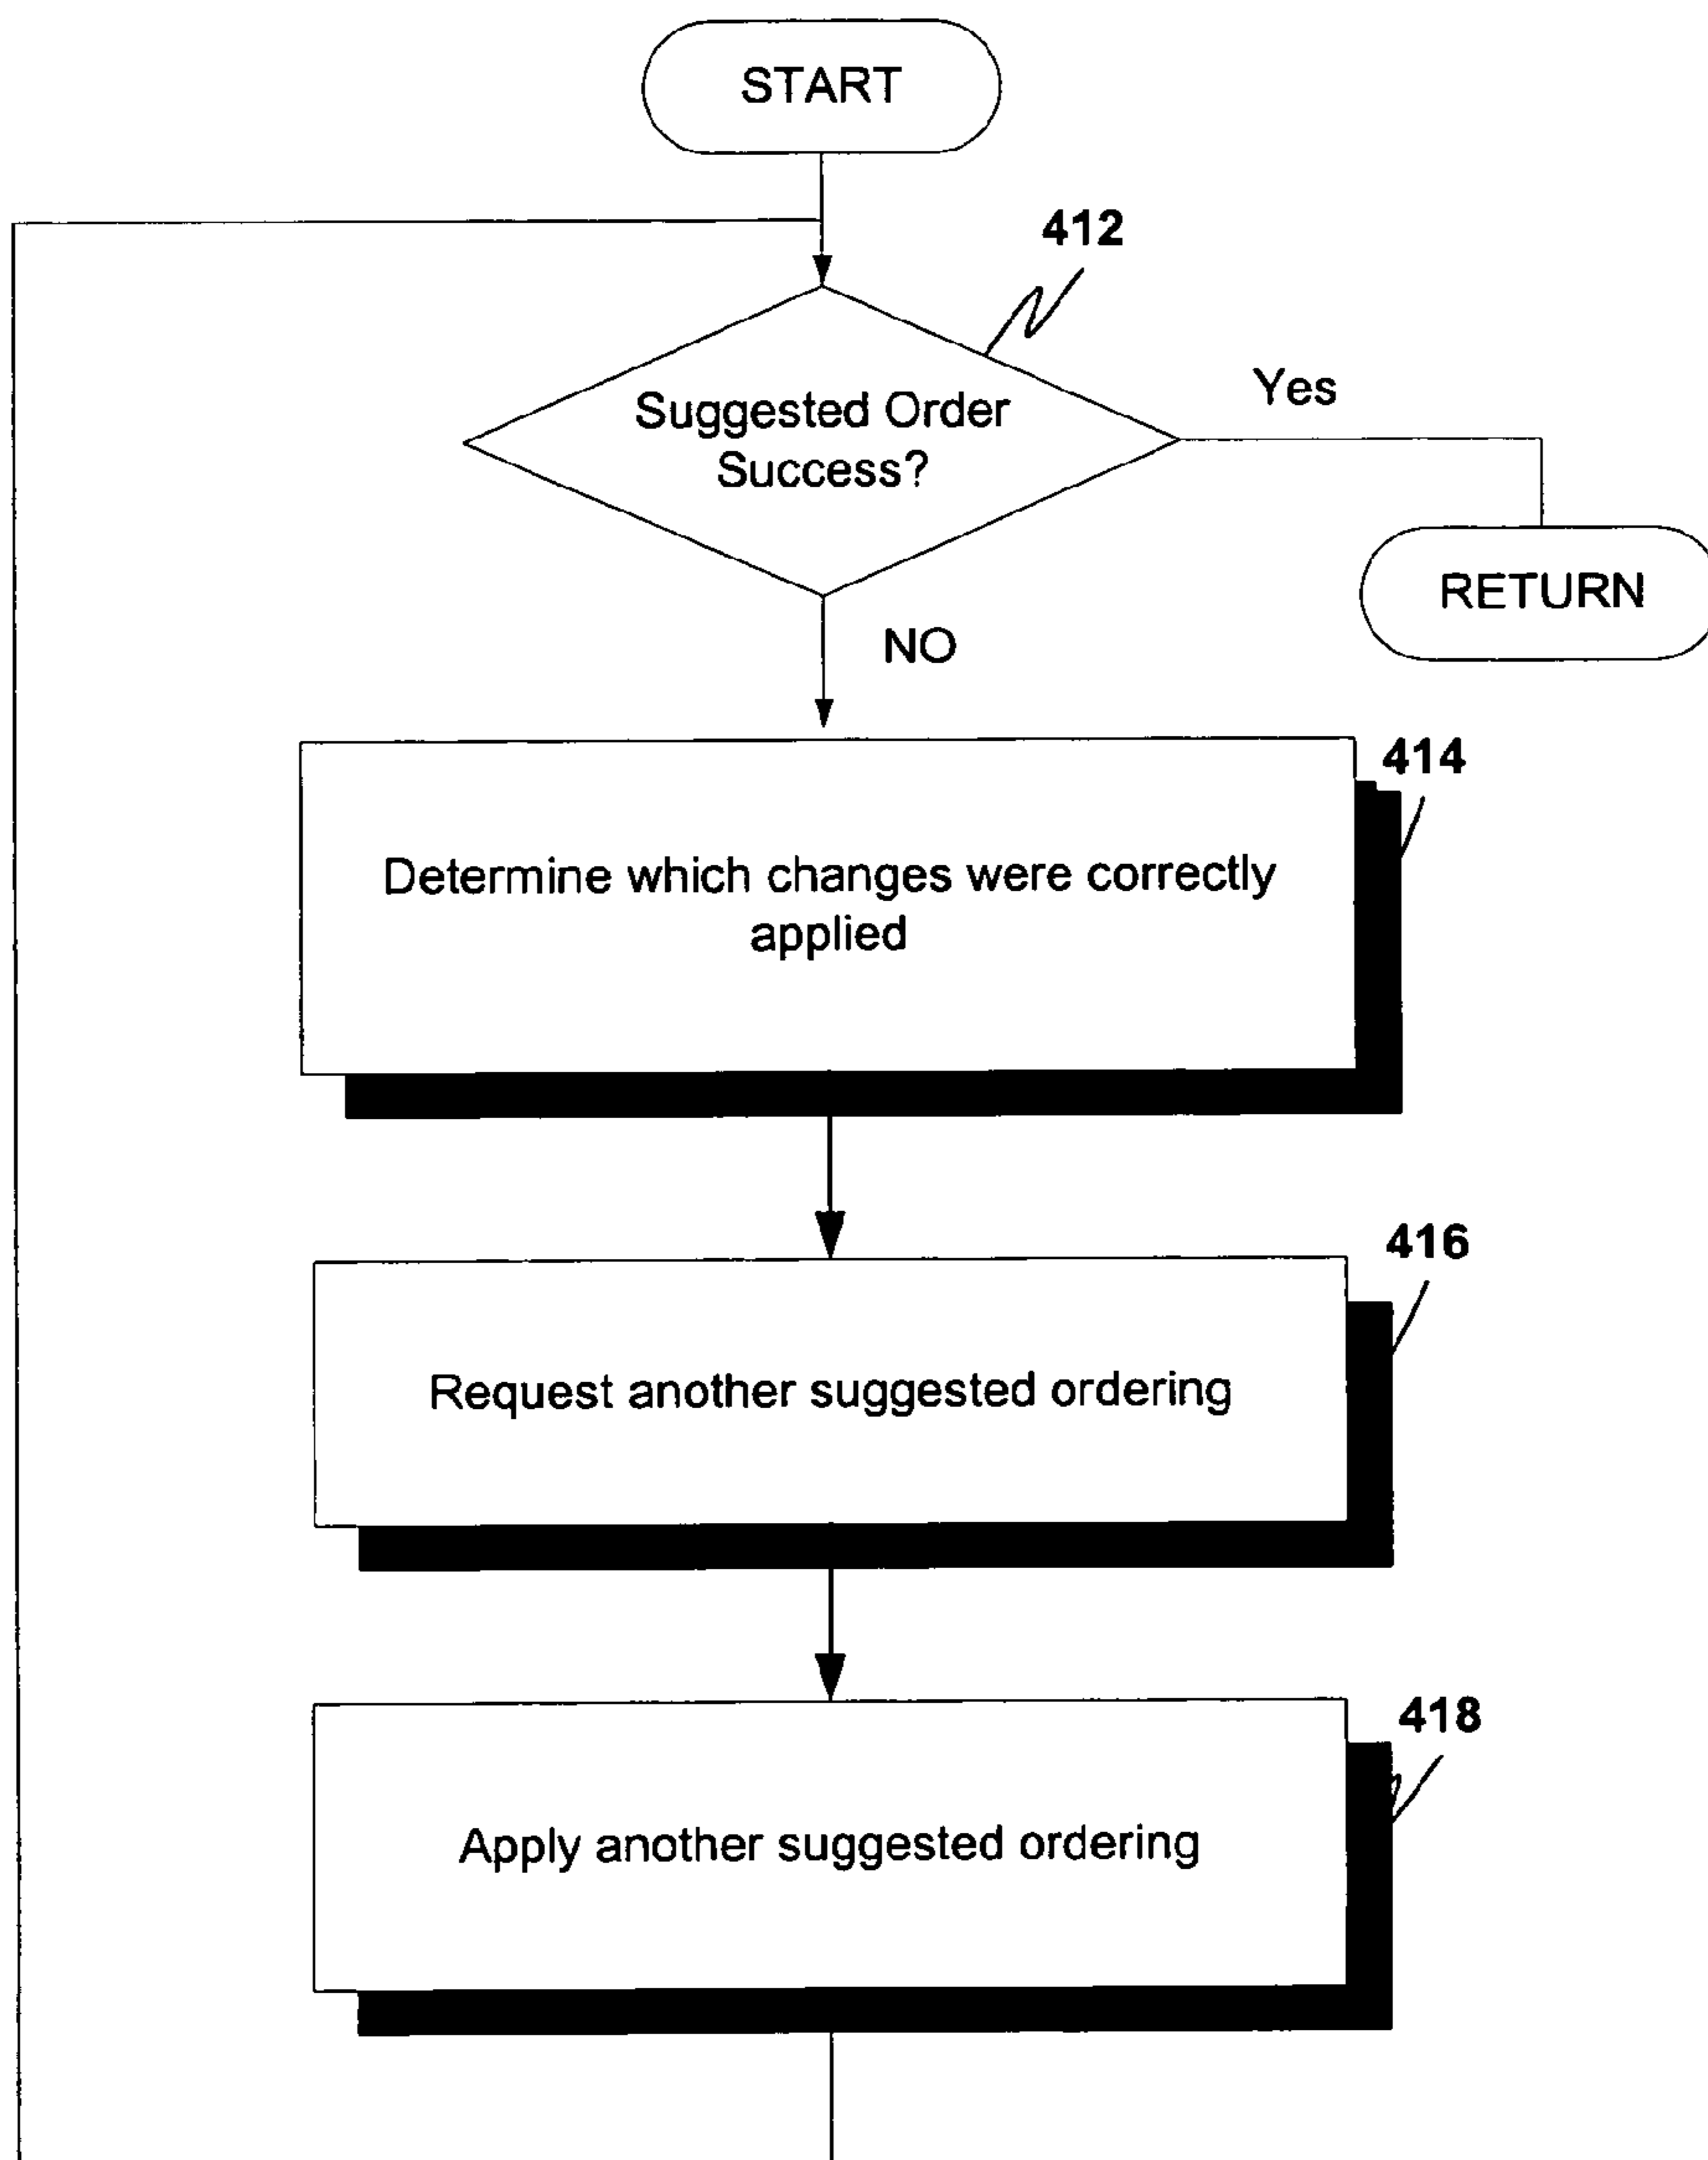 START
412
Suggested Order
Success?
Yes
RETURN
NO
414
Determine which changes were correctly
applied
416
Request another suggested ordering
418
Apply another suggested ordering